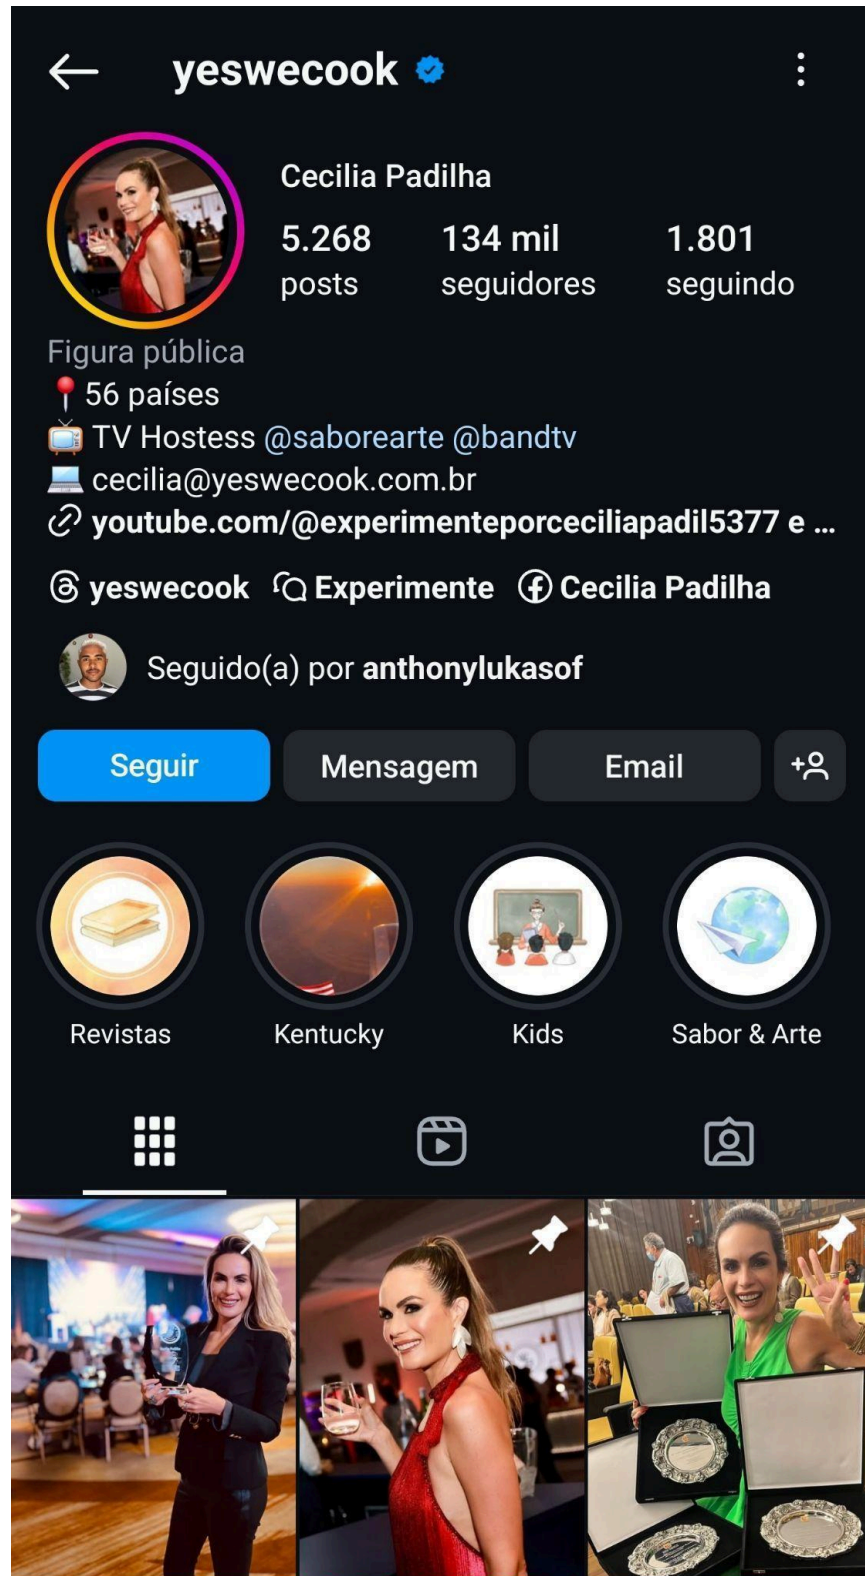 yeswecook
Cecilia Padilha
5.268 134 mil 1.801
posts seguidores seguindo
Figura pública
56 países
TV Hostess @saborearte @bandtv
cecilia@yeswecook.com.br
youtube.com/@experimenteporceciliapadil5377 e ...
yeswecook Experimente Cecilia Padilha
Seguido(a) por anthonylukasof
Seguir Mensagem Email
Revistas Kentucky Kids Sabor & Arte